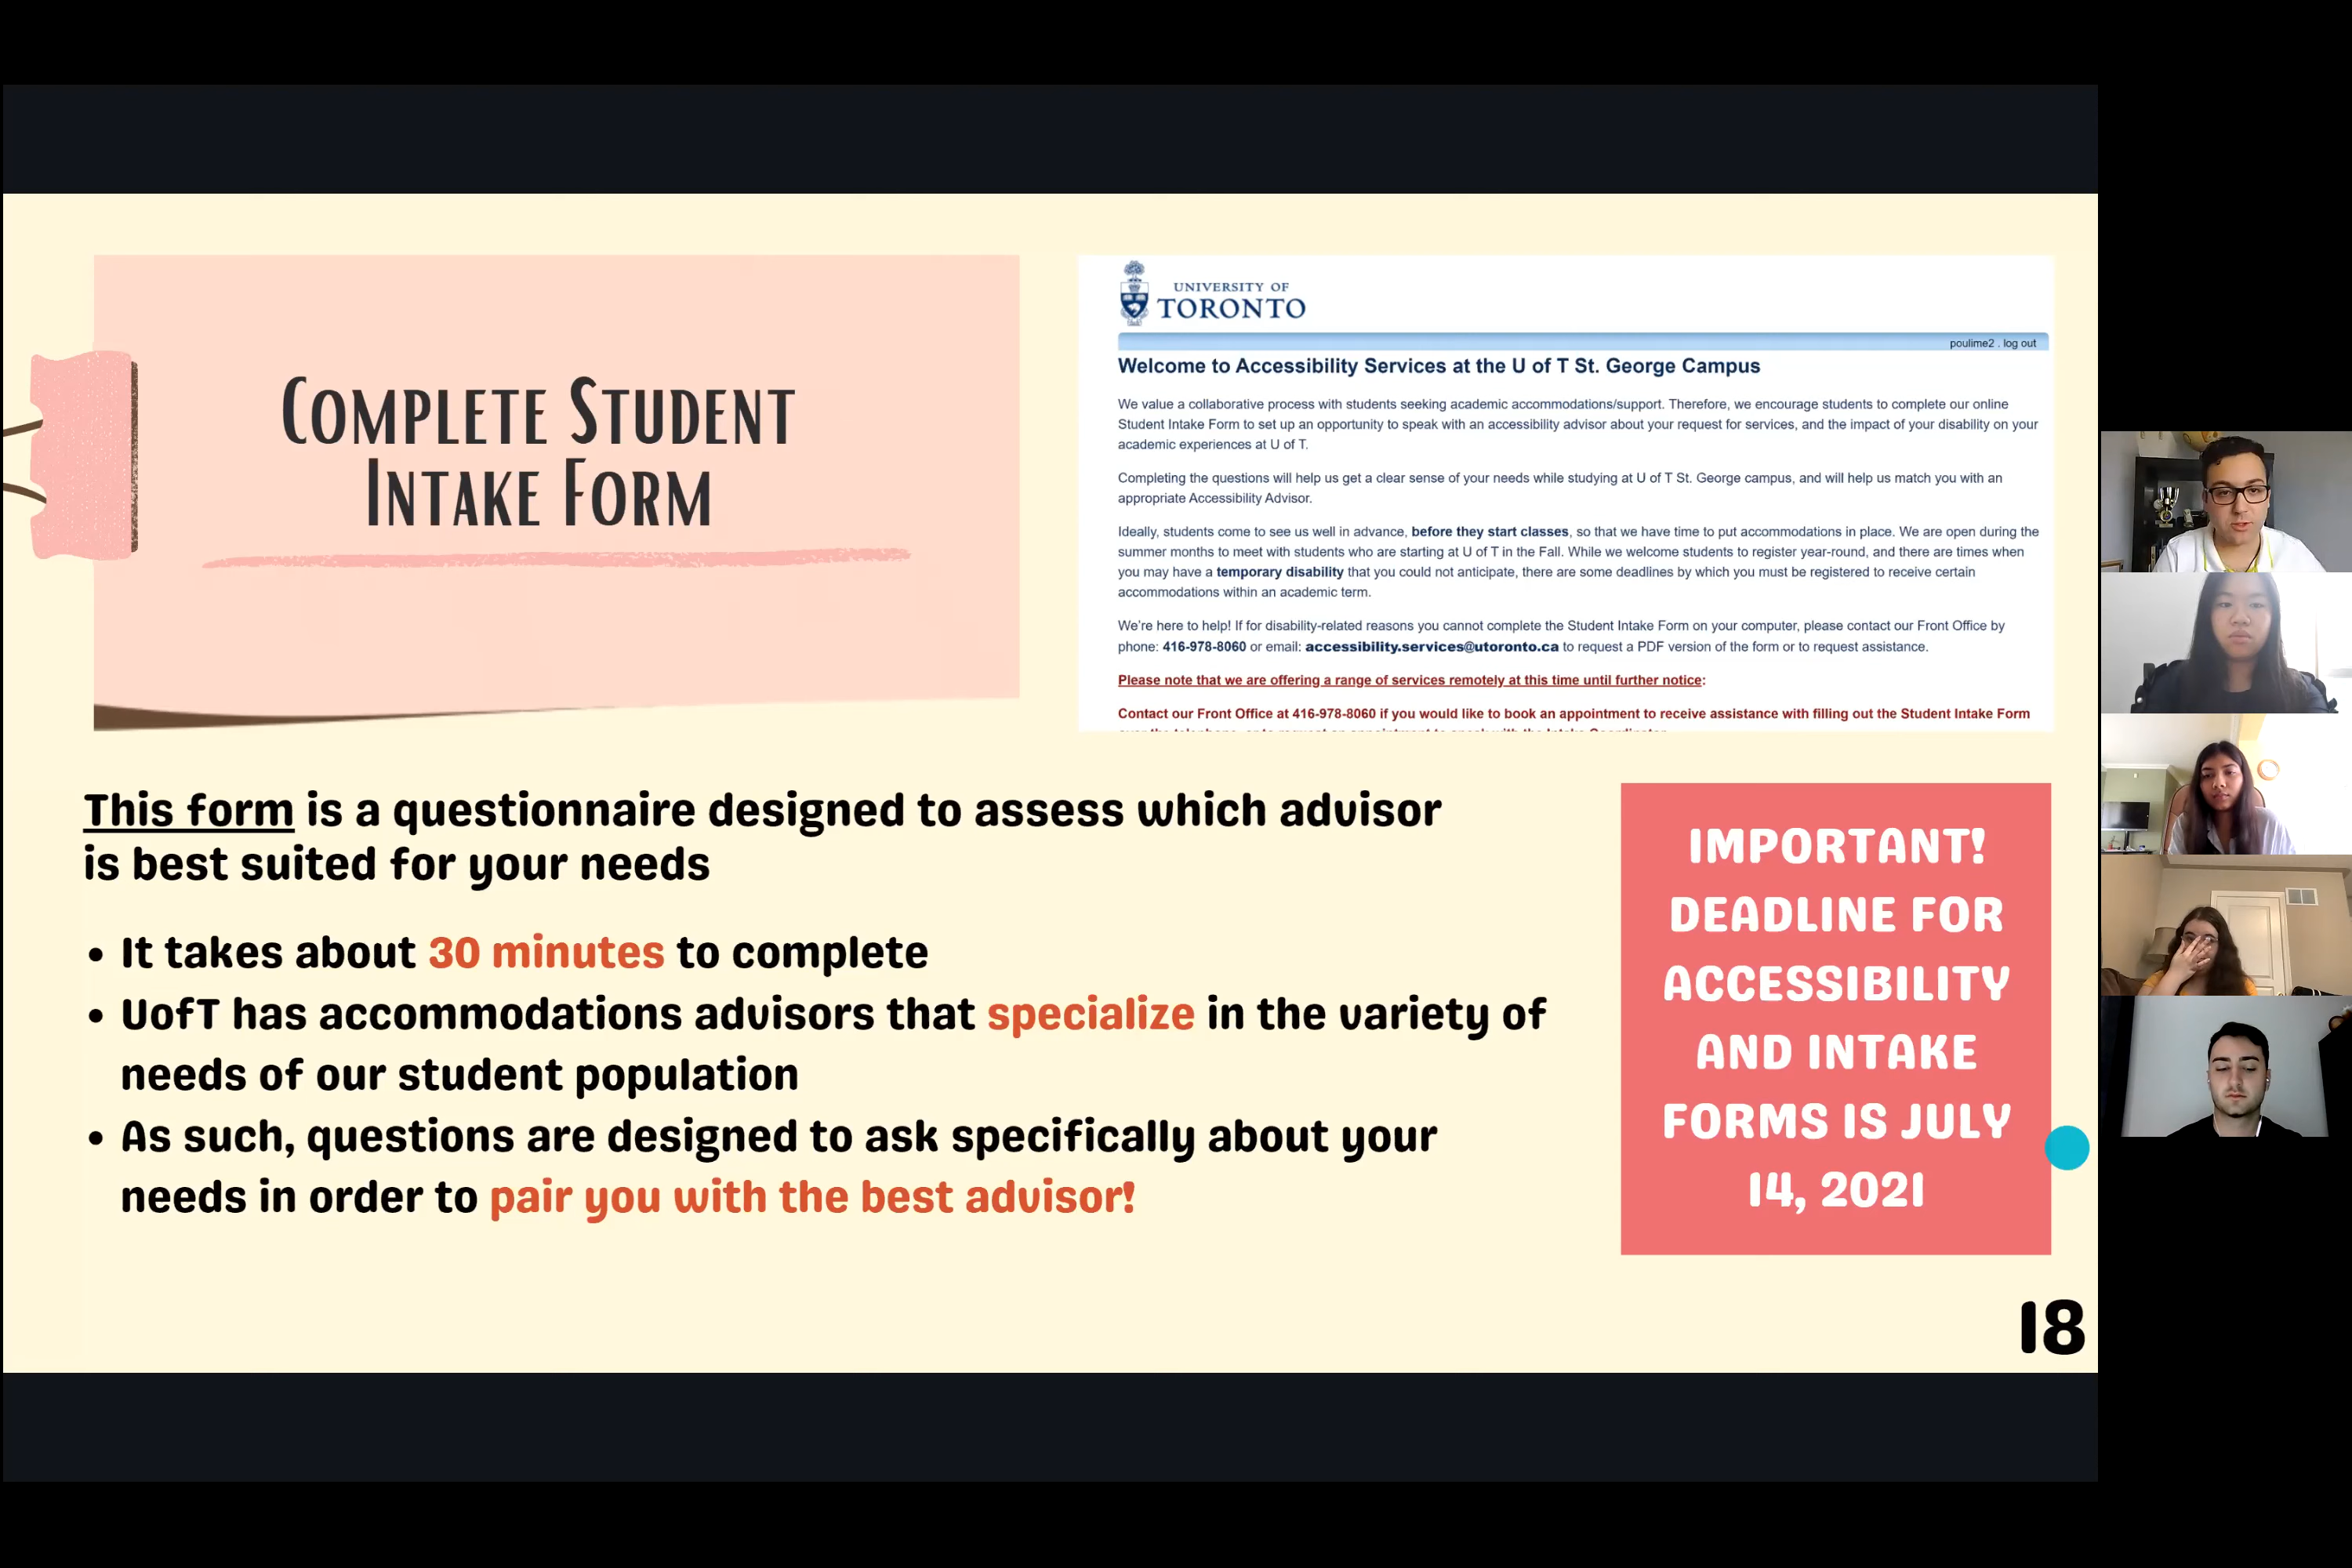 COMPLETE STUDENT
INTAKE FORM
UNIVERSITY OF
TORONTO
poulime2 . log out
Welcome to Accessibility Services at the U of T St. George Campus
We value a collaborative process with students seeking academic accommodations/support. Therefore, we encourage students to complete our online
Student Intake Form to set up an opportunity to speak with an accessibility advisor about your request for services, and the impact of your disability on your
academic experiences at U of T.
Completing the questions will help us get a clear sense of your needs while studying at U of T St. George campus, and will help us match you with an
appropriate Accessibility Advisor.
Ideally, students come to see us well in advance, before they start classes, so that we have time to put accommodations in place. We are open during the
summer months to meet with students who are starting at U of T in the Fall. While we welcome students to register year-round, and there are times when
you may have a temporary disability that you could not anticipate, there are some deadlines by which you must be registered to receive certain
accommodations within an academic term.
We're here to help! If for disability-related reasons you cannot complete the Student Intake Form on your computer, please contact our Front Office by
phone: 416-978-8060 or email: accessibility.services@utoronto.ca to request a PDF version of the form or to request assistance.
Please note that we are offering a range of services remotely at this time until further notice:
Contact our Front Office at 416-978-8060 if you would like to book an appointment to receive assistance with filling out the Student Intake Form
This form is a questionnaire designed to assess which advisor
is best suited for your needs
• It takes about 30 minutes to complete
• UofT has accommodations advisors that specialize in the variety of
needs of our student population
• As such, questions are designed to ask specifically about your
needs in order to pair you with the best advisor!
IMPORTANT!
DEADLINE FOR
ACCESSIBILITY
AND INTAKE
FORMS IS JULY
14, 2021
18